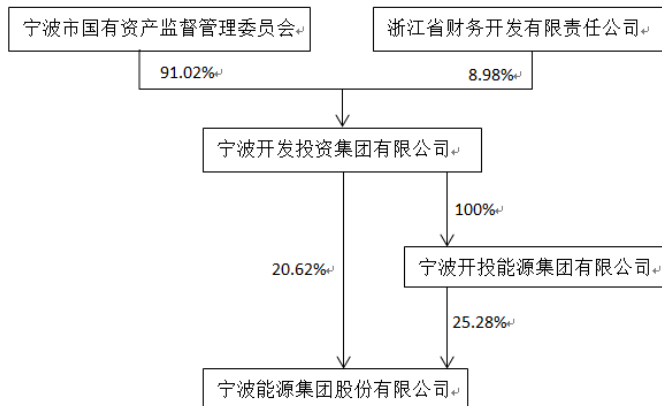 宁波市国有资产监督管理委员会
浙江省财务开发有限责任公司
91.02%
8.98%
宁波开发投资集团有限公司
100%
20.62%
宁波开投能源集团有限公司
25.28%
宁波能源集团股份有限公司